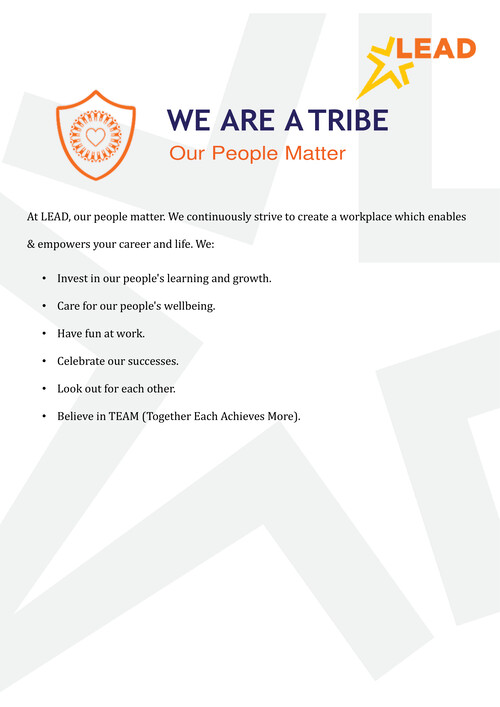 LEAD
WE ARE A TRIBE
Our People Matter
At LEAD, our people matter. We continuously strive to create a workplace which enables
& empowers your career and life. We:
• Invest in our people's learning and growth.
• Care for our people's wellbeing.
• Have fun at work.
• Celebrate our successes.
• Look out for each other.
• Believe in TEAM (Together Each Achieves More).